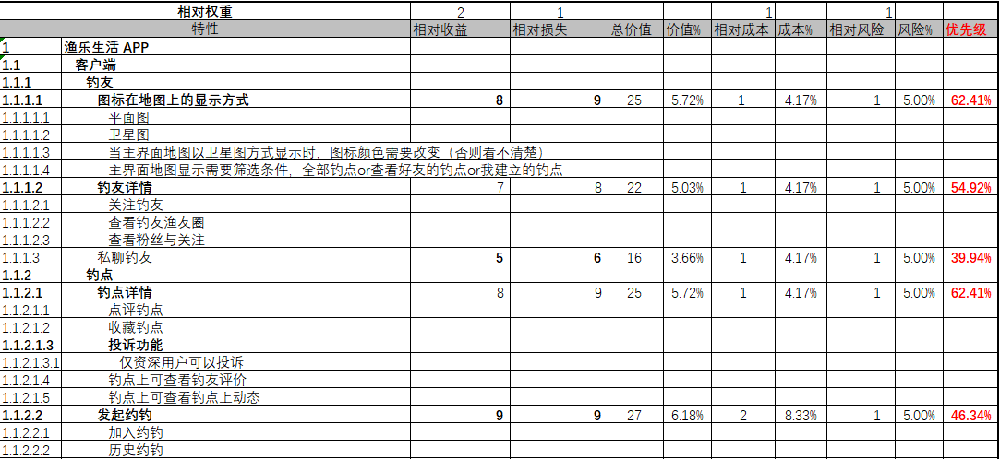 相对权重 2 1 1 1
特性 相对收益 相对损失 总价值 价值% 相对成本 成本% 相对风险 风险% 优先级
1 渔乐生活 APP
1.1 客户端
1.1.1 钓友
1.1.1.1 图标在地图上的显示方式 8 9 25 5.72% 1 4.17% 1 5.00% 62.41%
1.1.1.1.1 平面图
1.1.1.1.2 卫星图
1.1.1.1.3 当主界面地图以卫星图方式显示时，图标颜色需要改变（否则看不清楚）
1.1.1.1.4 主界面地图显示需要筛选条件，全部钓点or查看好友的钓点or我建立的钓点
1.1.1.2 钓友详情 7 8 22 5.03% 1 4.17% 1 5.00% 54.92%
1.1.1.2.1 关注钓友
1.1.1.2.2 查看钓友渔友圈
1.1.1.2.3 查看粉丝与关注
1.1.1.3 私聊钓友 5 6 16 3.66% 1 4.17% 1 5.00% 39.94%
1.1.2 钓点
1.1.2.1 钓点详情 8 9 25 5.72% 1 4.17% 1 5.00% 62.41%
1.1.2.1.1 点评钓点
1.1.2.1.2 收藏钓点
1.1.2.1.3 投诉功能
1.1.2.1.3.1 仅资深用户可以投诉
1.1.2.1.4 钓点上可查看钓友评价
1.1.2.1.5 钓点上可查看钓点上动态
1.1.2.2 发起约钓 9 9 27 6.18% 2 8.33% 1 5.00% 46.34%
1.1.2.2.1 加入约钓
1.1.2.2.2 历史约钓